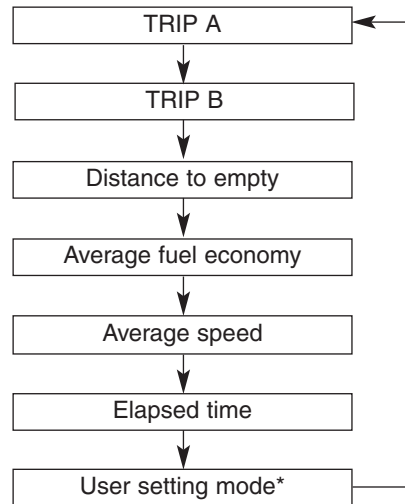 TRIP A
TRIP B
Distance to empty
Average fuel economy
Average speed
Elapsed time
User setting mode*